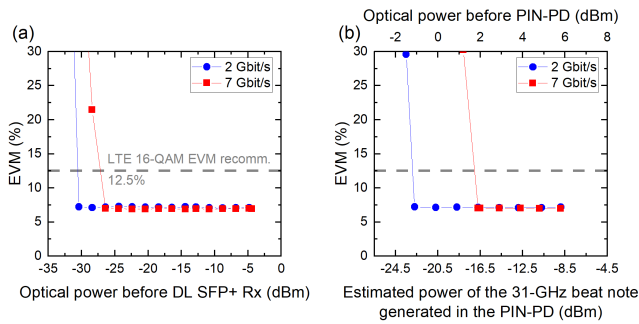 Optical power before PIN-PD (dBm)
(a)
(b)
-4 -2 0 2 4 6 8
30
25
20
15
10
5
0
EVM (%)
2 Gbit/s
7 Gbit/s
LTE 16-QAM EVM recomm.
12.5%
-35 -30 -25 -20 -15 -10 -5 0
Optical power before DL SFP+ Rx (dBm)
30
25
20
15
10
5
0
EVM (%)
2 Gbit/s
7 Gbit/s
-24.5 -20.5 -16.5 -12.5 -8.5 -4.5
Estimated power of the 31-GHz beat note
generated in the PIN-PD (dBm)